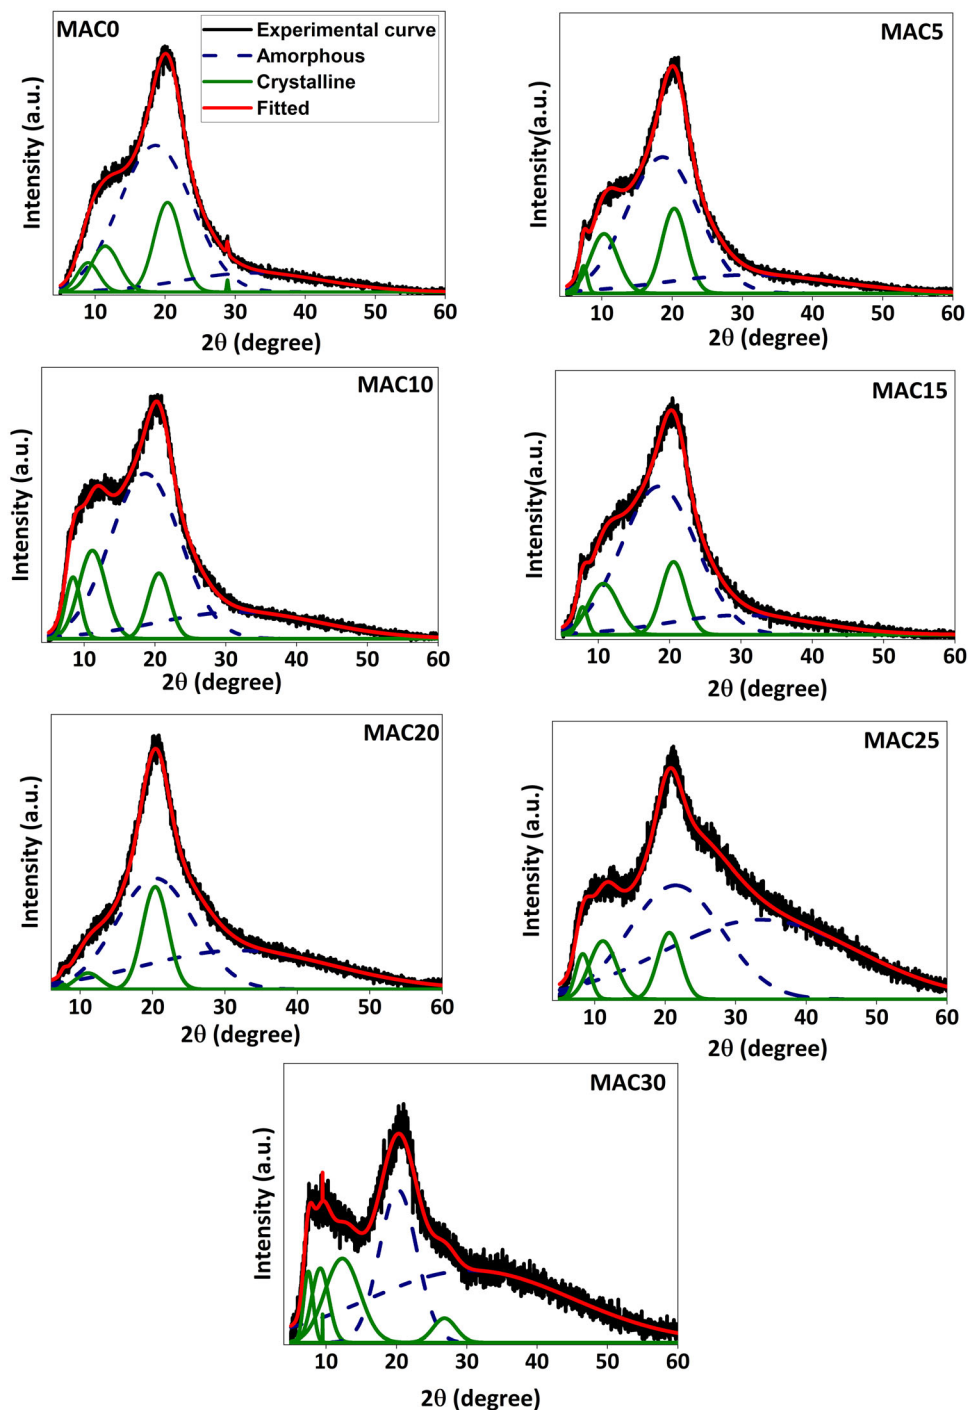 MAC0
Experimental curve
Amorphous
Crystalline
Fitted
Intensity (a.u.)
10 20 30 40 50 60
2θ (degree)
MAC5
Intensity(a.u.)
10 20 30 40 50 60
2θ (degree)
MAC10
Intensity (a.u.)
10 20 30 40 50 60
2θ (degree)
MAC15
Intensity(a.u.)
10 20 30 40 50 60
2θ (degree)
MAC20
Intensity (a.u.)
10 20 30 40 50 60
2θ (degree)
MAC25
Intensity (a.u.)
10 20 30 40 50 60
2θ (degree)
MAC30
Intensity (a.u.)
10 20 30 40 50 60
2θ (degree)